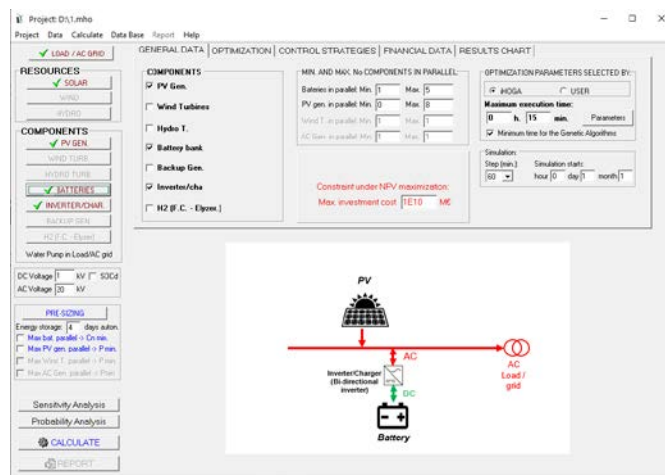 Project: D:\1.mho
Project Data Calculate Data Base Report Help
LOAD / AC GRID
RESOURCES
SOLAR
WIND
HYDRO
COMPONENTS
PV GEN.
WIND TURB.
HYDRO TURB.
BATTERIES
INVERTER/CHAR.
BACKUP GEN.
H2 (F.C. - Elyzer.)
Water Pump in Load/AC grid
DC Voltage 1 kV SOCd
AC Voltage 20 kV
PRE-SIZING
Energy storage: 4 days auton.
Max bat. parallel -> Cn min.
Max PV gen. parallel -> P min.
Max Wind T. parallel -> P min.
Max AC Gen. parallel -> Pmin
Sensitivity Analysis
Probability Analysis
CALCULATE
REPORT
GENERAL DATA OPTIMIZATION CONTROL STRATEGIES FINANCIAL DATA RESULTS CHART
COMPONENTS
PV Gen.
Wind Turbines
Hydro T.
Battery bank
Backup Gen.
Inverter/cha
H2 (F.C. - Elyzer.)
MIN. AND MAX. No COMPONENTS IN PARALLEL:
Bateries in parallel: Min. 1 Max. 5
PV gen. in parallel: Min. 0 Max. 8
Wind T. in parallel: Min. 1 Max. 1
AC Gen. in parallel: Min. 1 Max. 1
Constraint under NPV maximization:
Max. investment cost 1E10 M€
OPTIMIZATION PARAMETERS SELECTED BY:
iHOGA USER
Maximum execution time:
0 h. 15 min. Parameters
Minimum time for the Genetic Algorithms
Simulation:
Step (min.) Simulation starts:
60 hour 0 day 1 month 1
PV
AC
AC
Load /
grid
Inverter/Charger
(Bi-directional
inverter)
DC
Battery